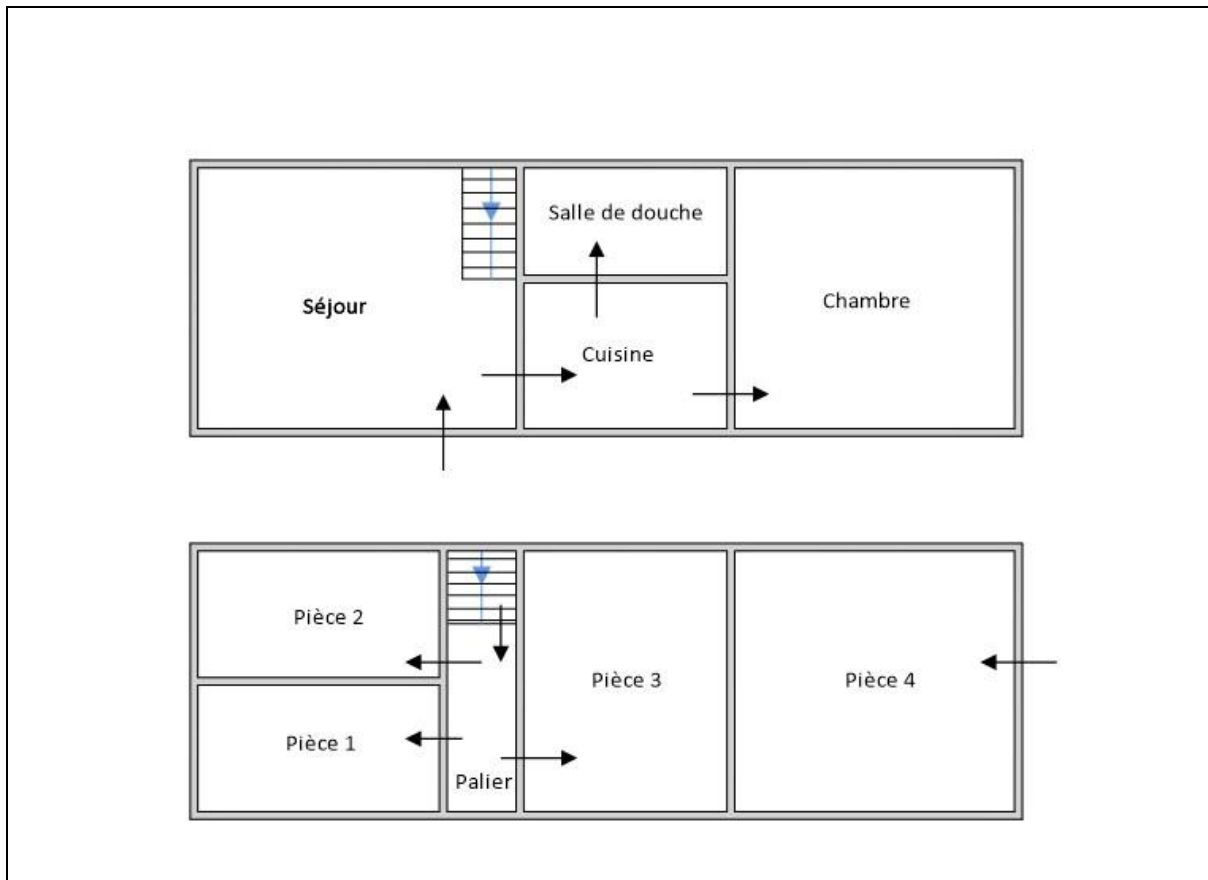 Salle de douche
Séjour
Chambre
Cuisine
Pièce 2
Pièce 3
Pièce 4
Pièce 1
Palier